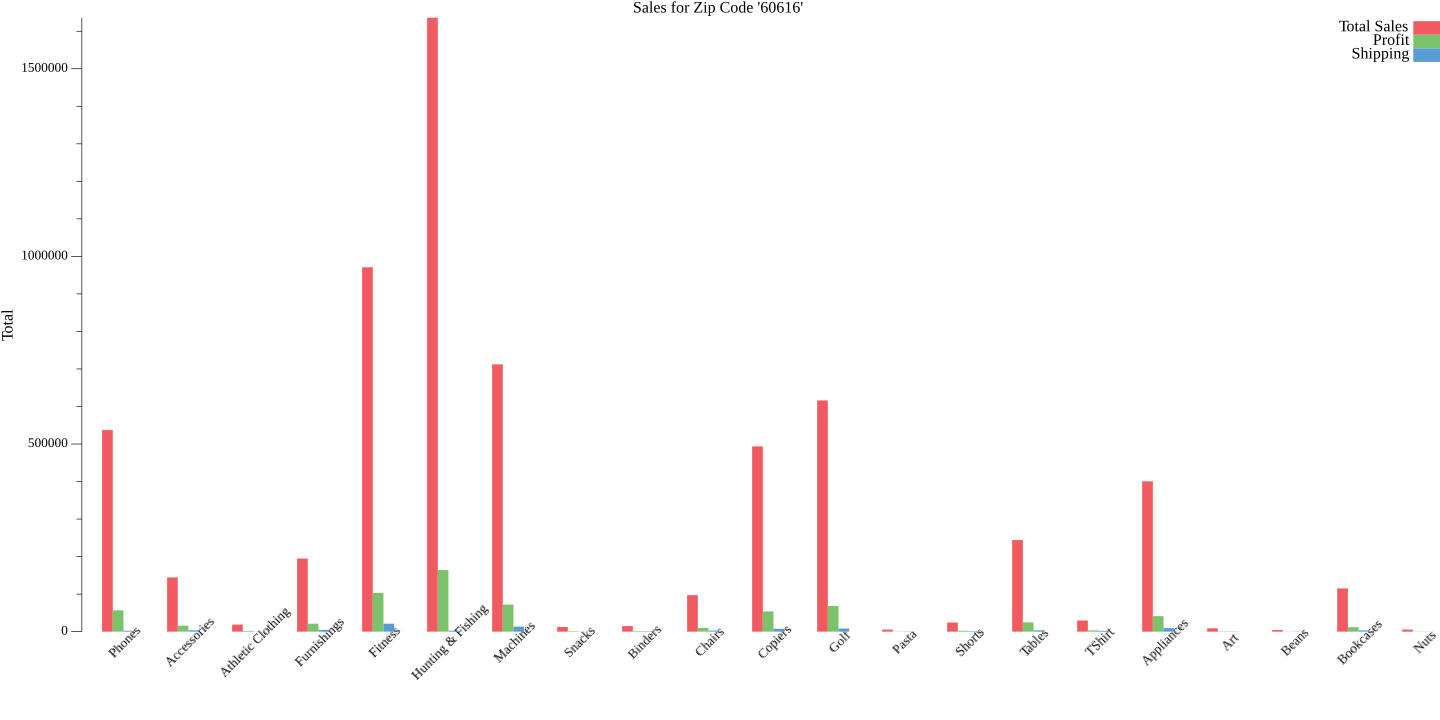 Sales for Zip Code '60616'
Total Sales
Profit
Shipping
1500000
1000000
500000
0
Total
Phones
Accessories
Athletic Clothing
Furnishings
Fitness
Hunting & Fishing
Machines
Snacks
Binders
Chairs
Copiers
Golf
Pasta
Shorts
Tables
TShirt
Appliances
Art
Beans
Bookcases
Nuts